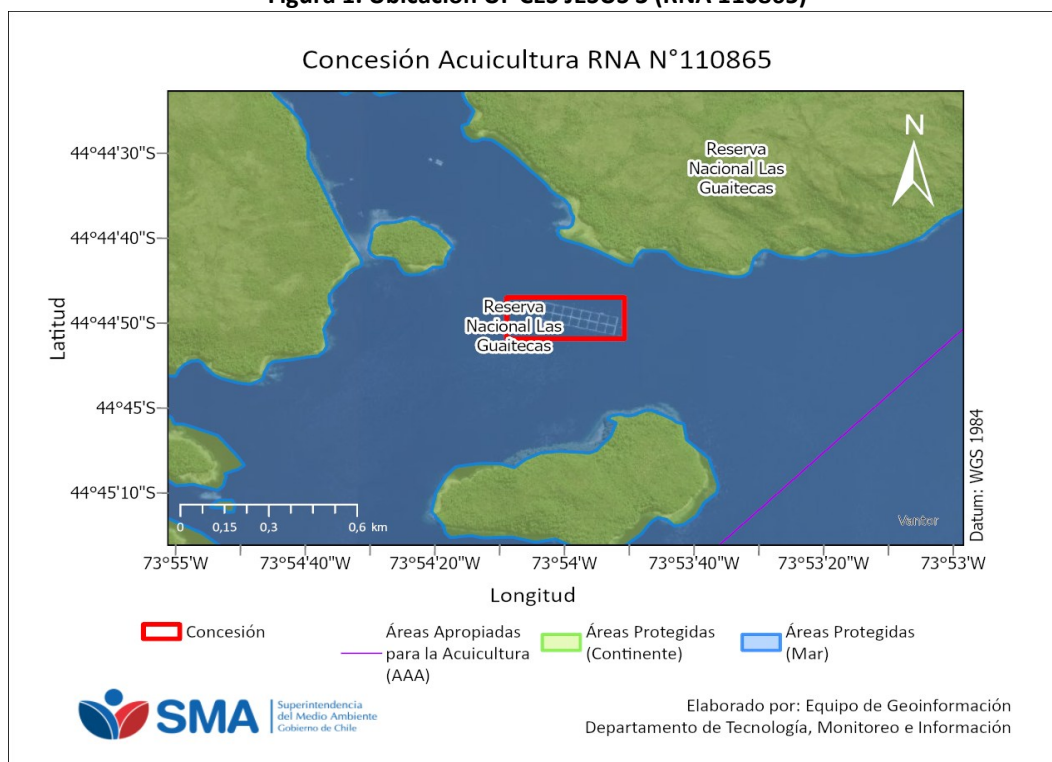 Figura 1. Ubicación UF CES JESUS 3 (RNA 110865)
Concesión Acuicultura RNA N°110865
44°44'30"S
44°44'40"S
44°44'50"S
44°45'S
44°45'10"S
Latitud
Reserva
Nacional Las
Guaitecas
N
Reserva
Nacional Las
Guaitecas
0 0,15 0,3 0,6 km
Vantor
Datum: WGS 1984
73°55'W 73°54'40"W 73°54'20"W 73°54'W 73°53'40"W 73°53'20"W 73°53'W
Longitud
Concesión
Áreas Apropiadas
para la Acuicultura
(AAA)
Áreas Protegidas
(Continente)
Áreas Protegidas
(Mar)
SMA
Superintendencia
del Medio Ambiente
Gobierno de Chile
Elaborado por: Equipo de Geoinformación
Departamento de Tecnología, Monitoreo e Información